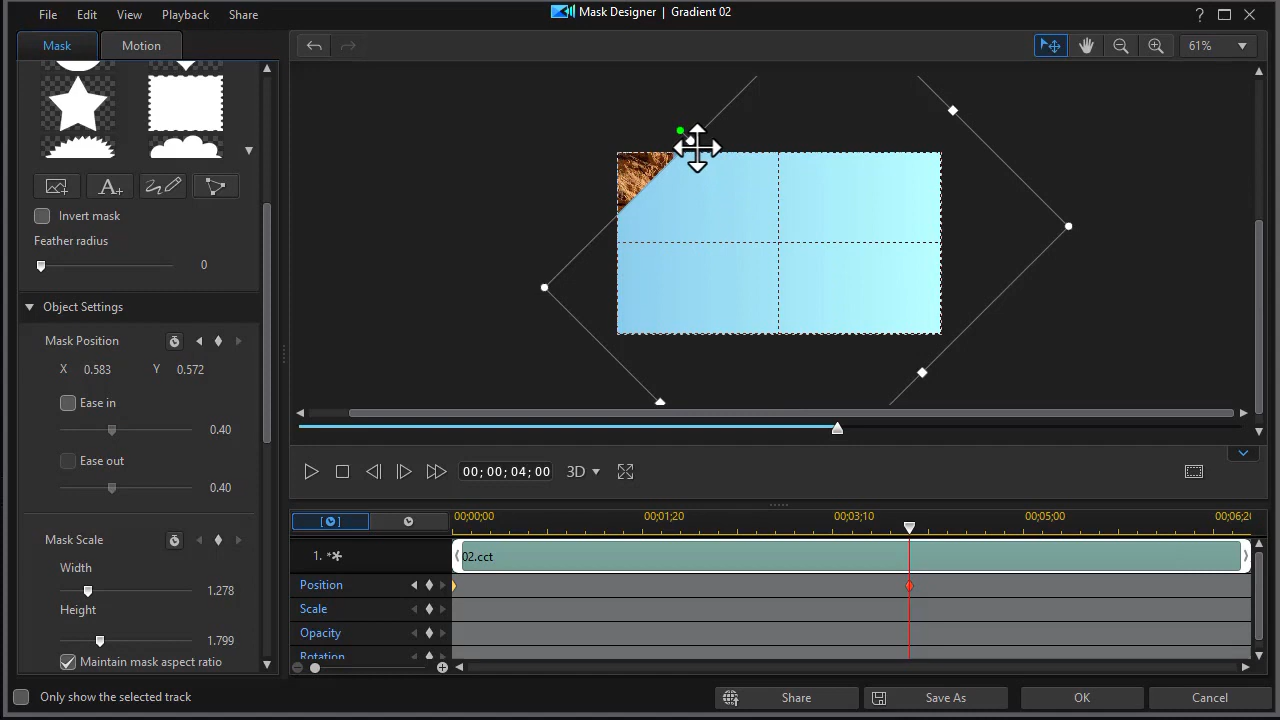 File Edit View Playback Share
Mask Designer | Gradient 02
?
Mask Motion
61%
Invert mask
Feather radius
0
Object Settings
Mask Position
X 0.583 Y 0.572
Ease in
0.40
Ease out
0.40
Mask Scale
Width
1.278
Height
1.799
Maintain mask aspect ratio
00;00;04;00
3D
00;00;00 00;01;20 00;03;10 00;05;00 00;06;20
1. 02.cct
Position
Scale
Opacity
Rotation
Only show the selected track
Share Save As OK Cancel